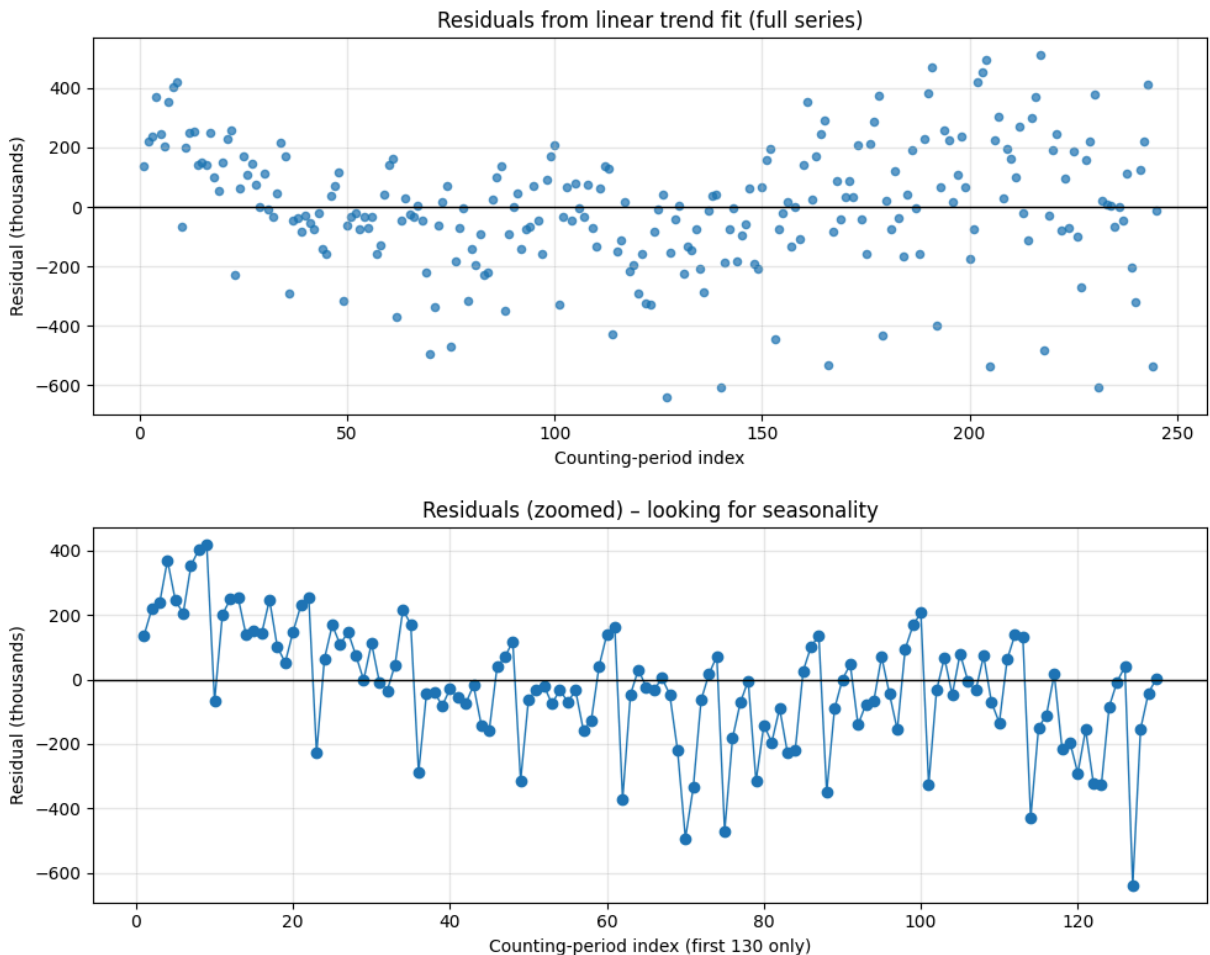 Residuals from linear trend fit (full series)
Residual (thousands)
400
200
0
−200
−400
−600
0 50 100 150 200 250
Counting-period index
Residuals (zoomed) – looking for seasonality
Residual (thousands)
400
200
0
−200
−400
−600
0 20 40 60 80 100 120
Counting-period index (first 130 only)